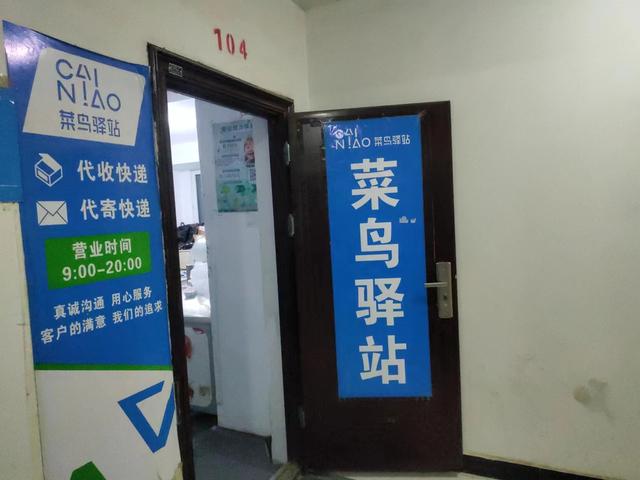 104
CAI
NIAO
菜鸟驿站
代收快递
代寄快递
营业时间
9:00-20:00
真诚沟通 用心服务
客户的满意 我们的追求
CAI
NIAO 菜鸟驿站
菜鸟驿站